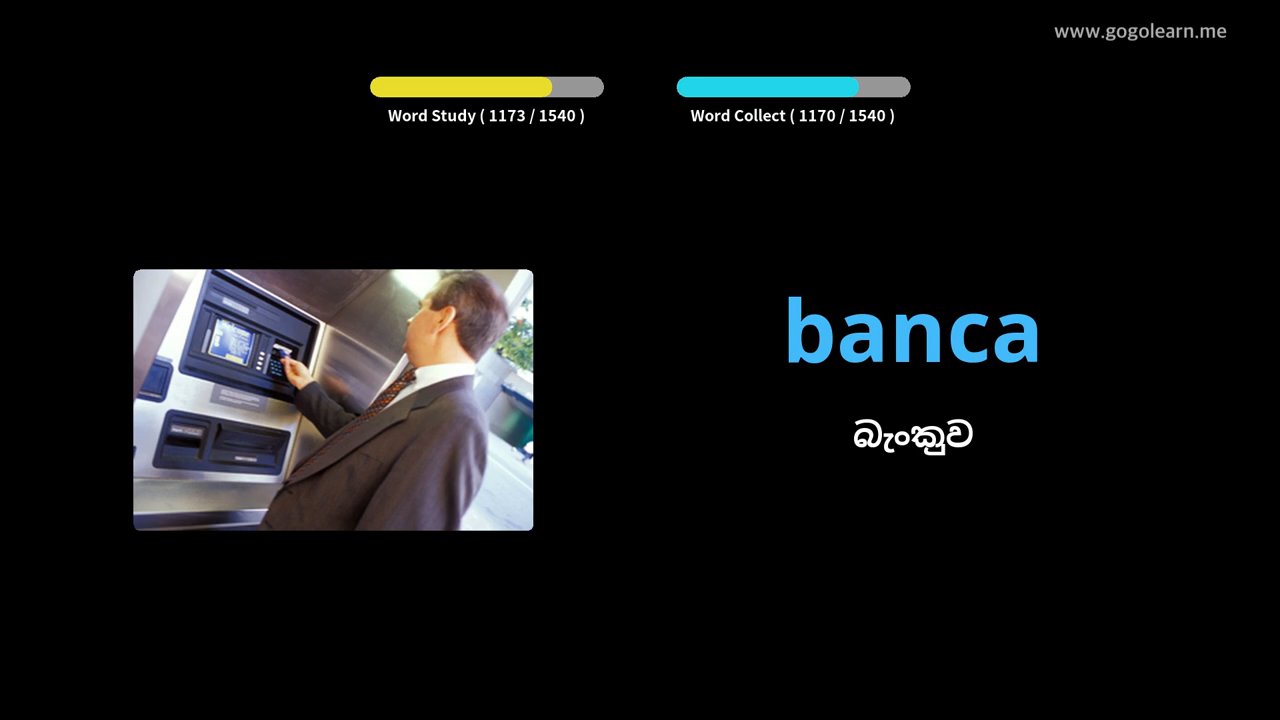 www.gogolearn.me
Word Study ( 1173 / 1540 )
Word Collect ( 1170 / 1540 )
banca
බැංකුව